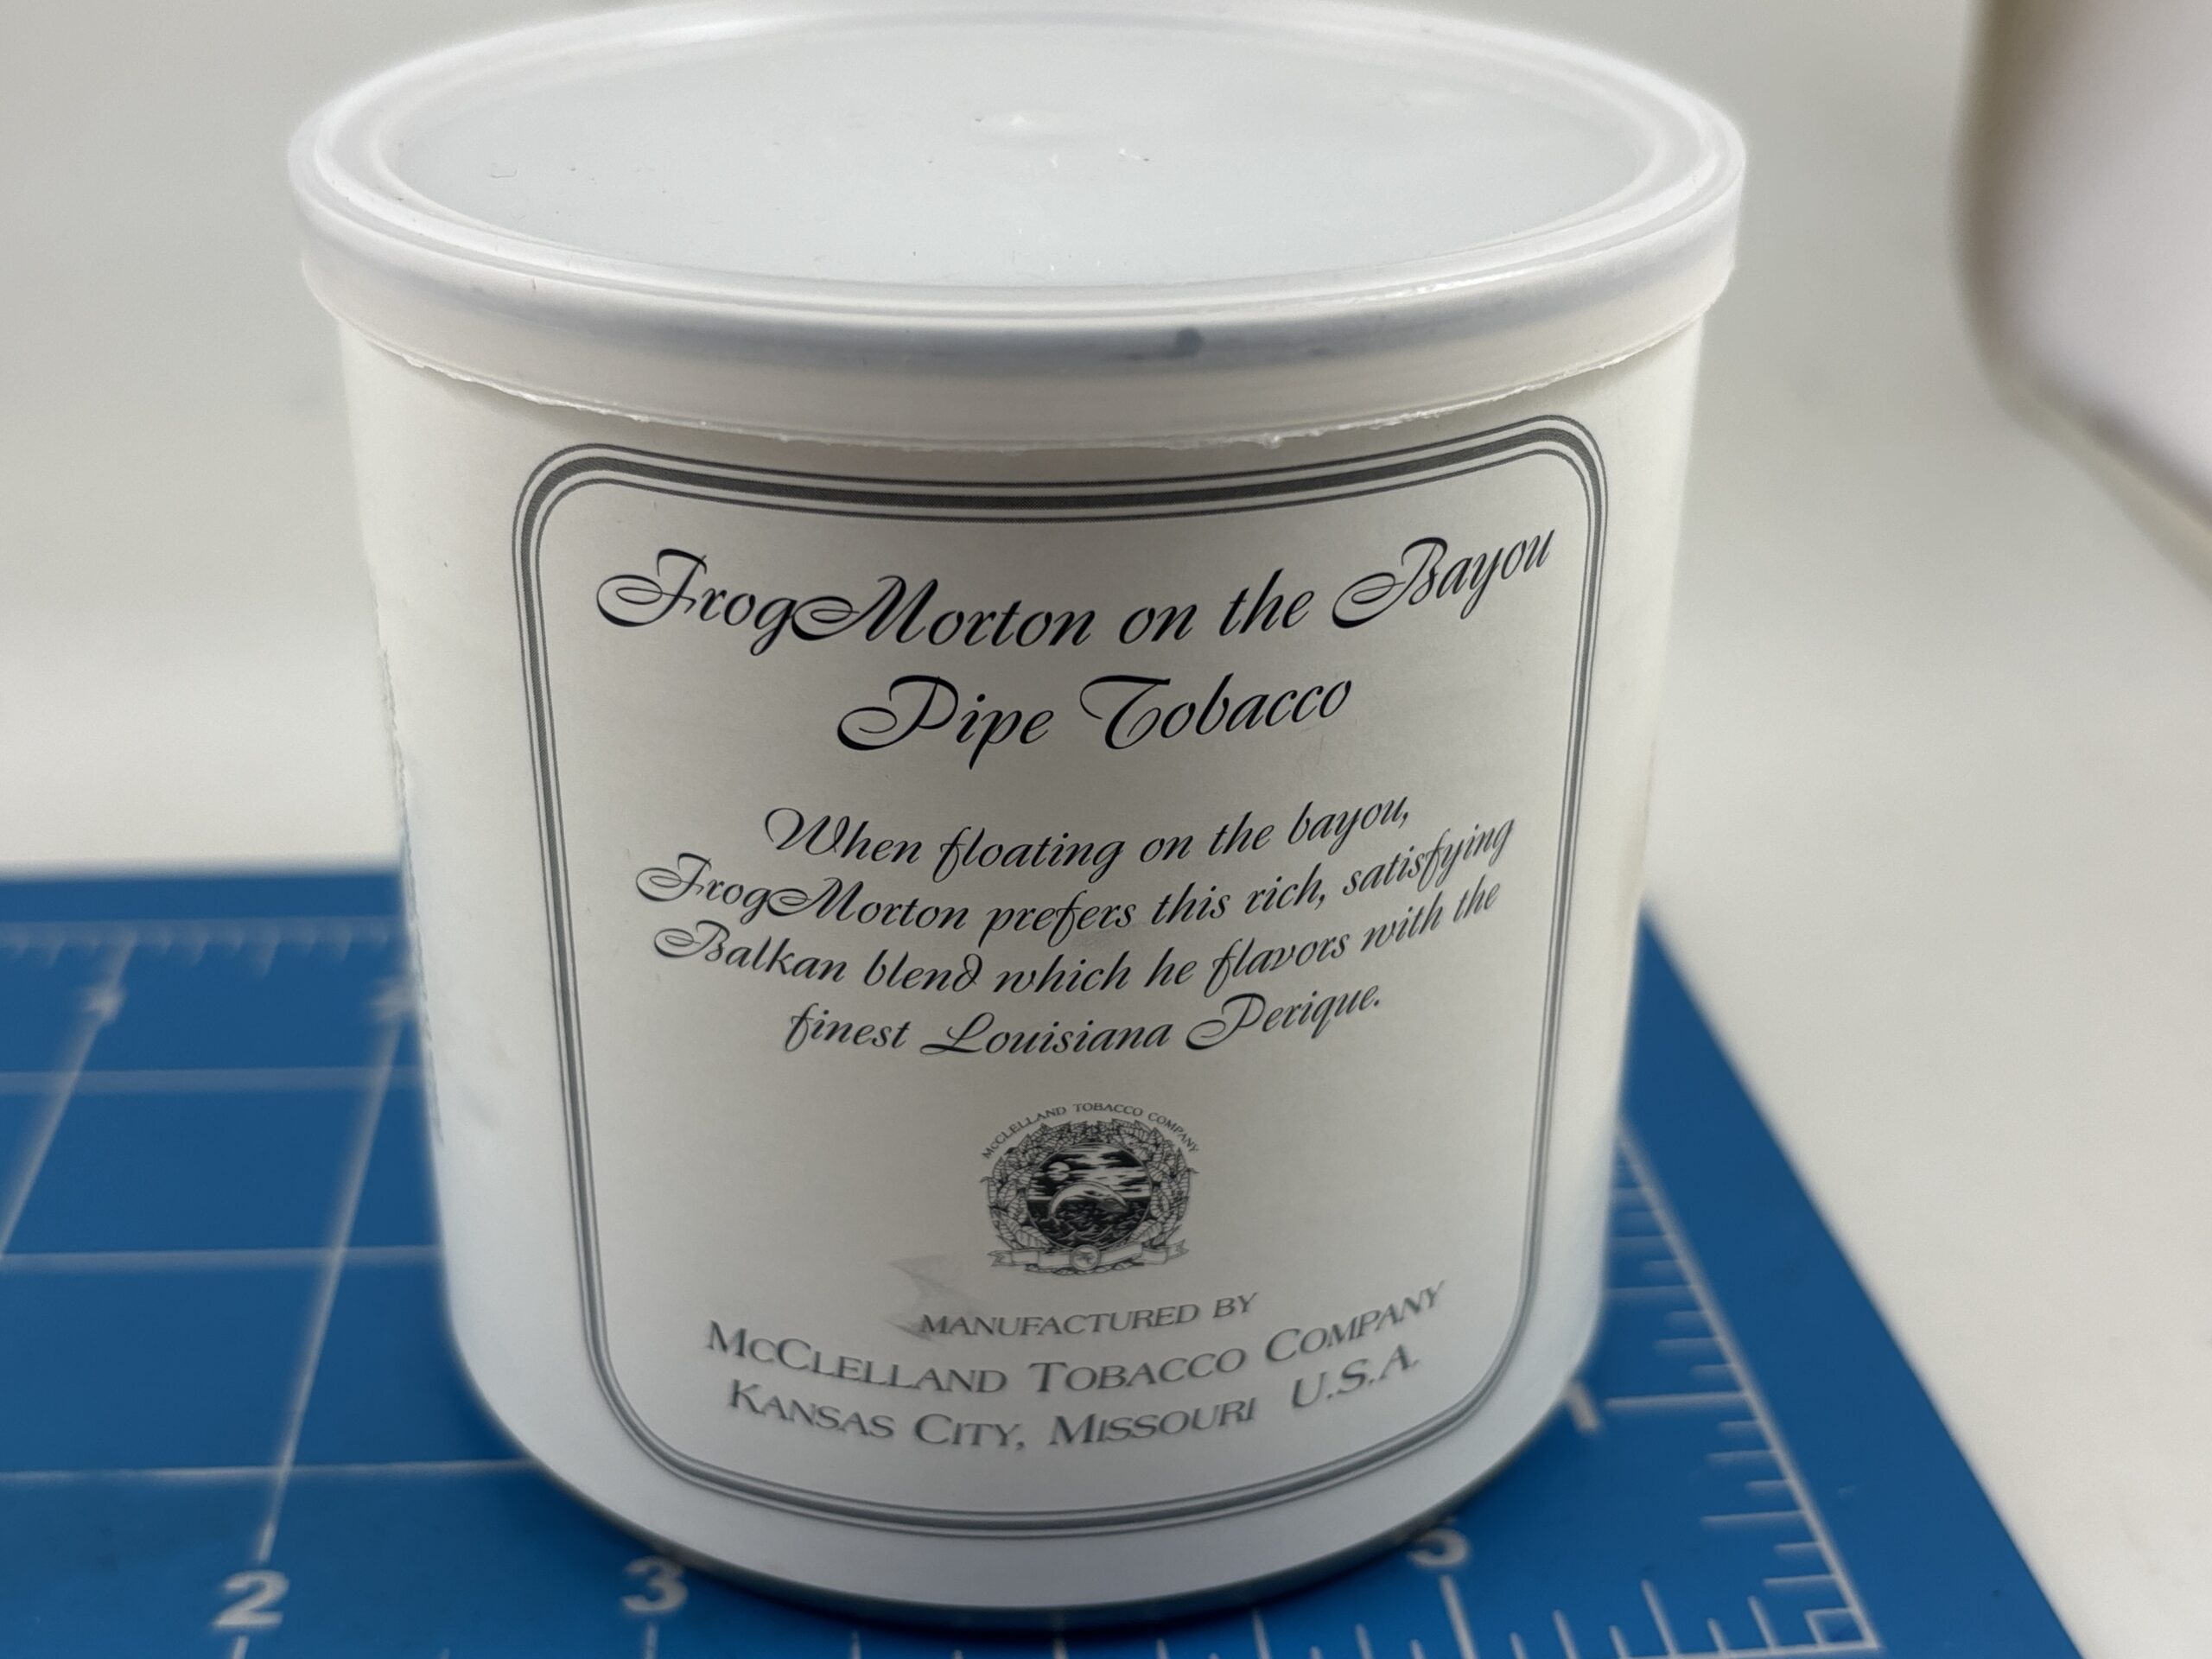 FrogMorton on the Bayou
Pipe Tobacco
When floating on the bayou,
FrogMorton prefers this rich, satisfying
Balkan blend which he flavors with the
finest Louisiana Perique.
McCLELLAND TOBACCO COMPANY
MANUFACTURED BY
McCLELLAND TOBACCO COMPANY
KANSAS CITY, MISSOURI U.S.A.
1
2
3
5